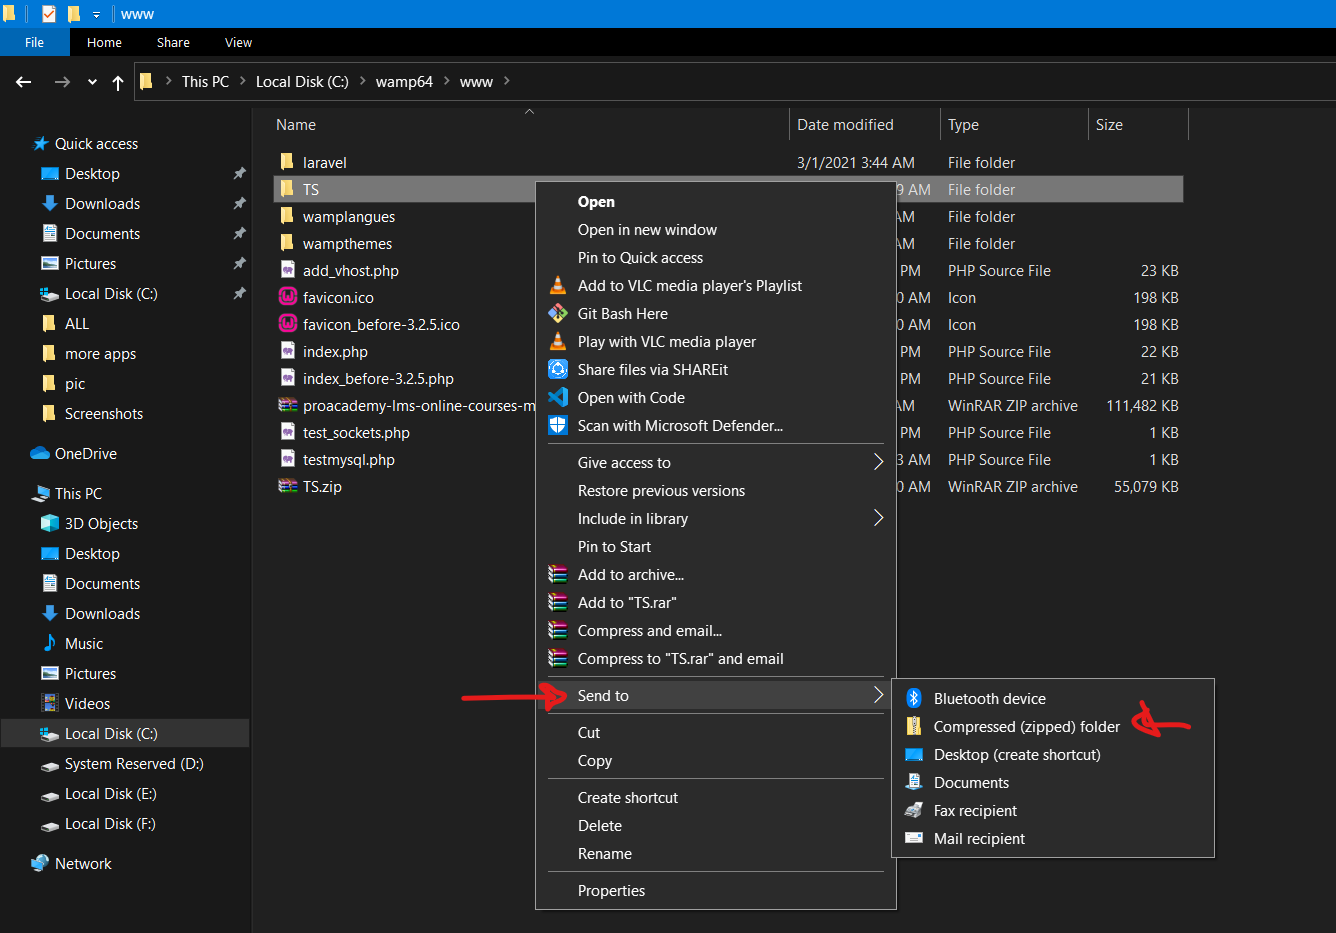 www
File Home Share View
This PC Local Disk (C:) wamp64 www
Name Date modified Type Size
Quick access
Desktop
Downloads
Documents
Pictures
Local Disk (C:)
ALL
more apps
pic
Screenshots
OneDrive
This PC
3D Objects
Desktop
Documents
Downloads
Music
Pictures
Videos
Local Disk (C:)
System Reserved (D:)
Local Disk (E:)
Local Disk (F:)
Network
laravel 3/1/2021 3:44 AM File folder
TS 9 AM File folder
wamplangues AM File folder
wampthemes AM File folder
add_vhost.php PM PHP Source File 23 KB
favicon.ico 0 AM Icon 198 KB
favicon_before-3.2.5.ico 0 AM Icon 198 KB
index.php PM PHP Source File 22 KB
index_before-3.2.5.php PM PHP Source File 21 KB
proacademy-lms-online-courses-m AM WinRAR ZIP archive 111,482 KB
test_sockets.php PM PHP Source File 1 KB
testmysql.php 3 AM PHP Source File 1 KB
TS.zip 0 AM WinRAR ZIP archive 55,079 KB
Open
Open in new window
Pin to Quick access
Add to VLC media player's Playlist
Git Bash Here
Play with VLC media player
Share files via SHAREit
Open with Code
Scan with Microsoft Defender...
Give access to
Restore previous versions
Include in library
Pin to Start
Add to archive...
Add to "TS.rar"
Compress and email...
Compress to "TS.rar" and email
Send to
Cut
Copy
Create shortcut
Delete
Rename
Properties
Bluetooth device
Compressed (zipped) folder
Desktop (create shortcut)
Documents
Fax recipient
Mail recipient